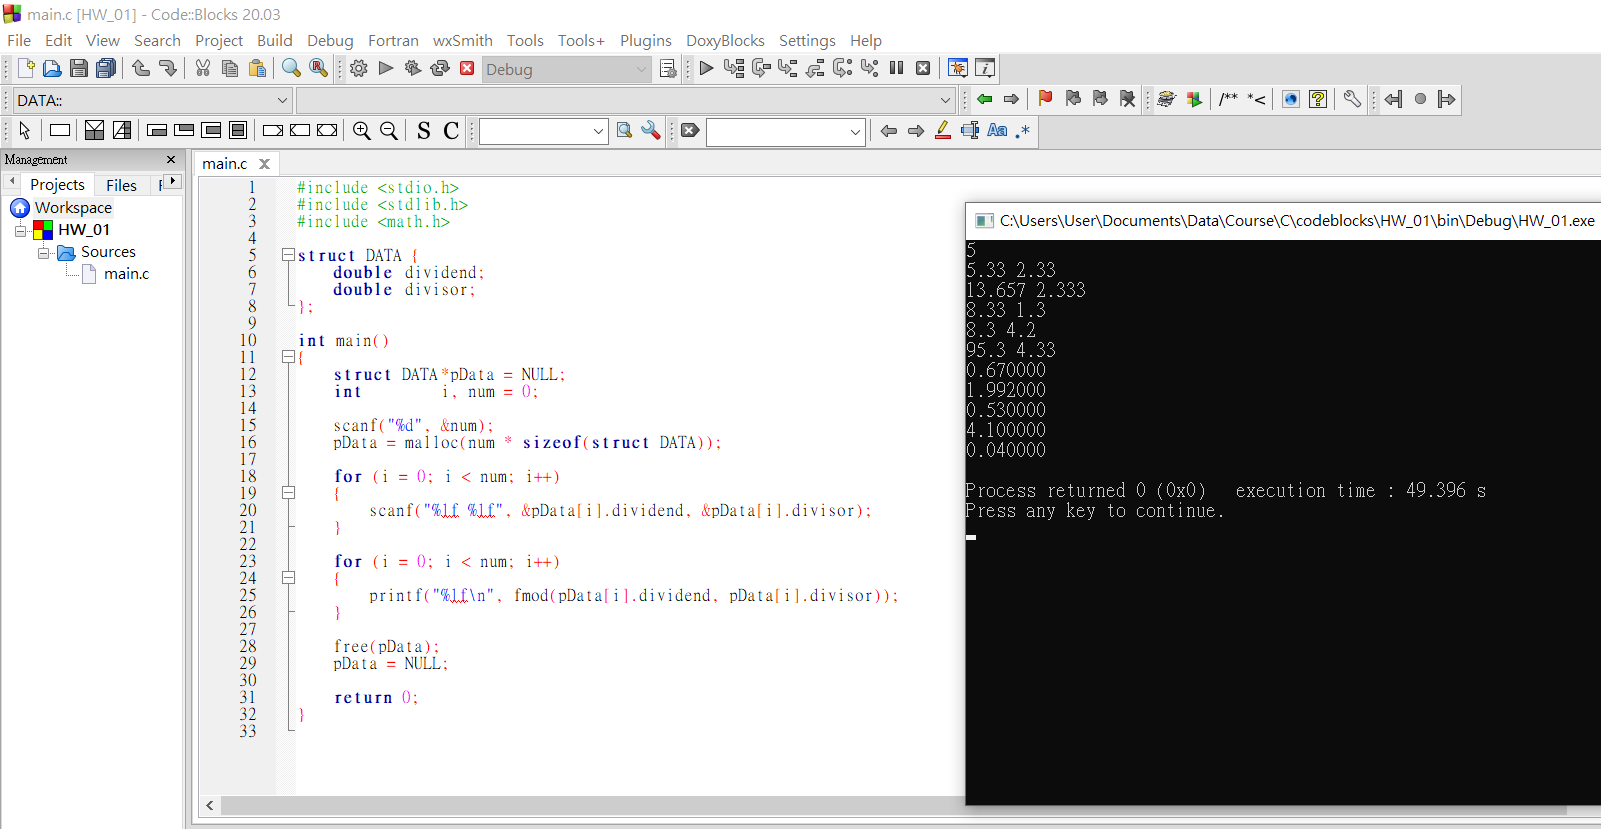 main.c [HW_01] - Code::Blocks 20.03
File Edit View Search Project Build Debug Fortran wxSmith Tools Tools+ Plugins DoxyBlocks Settings Help
Debug
DATA::
/** *<
S C
Aa .*
Management
Projects Files
Workspace
HW_01
Sources
main.c
main.c
1 #include <stdio.h>
2 #include <stdlib.h>
3 #include <math.h>
4
5 struct DATA {
6 double dividend;
7 double divisor;
8 };
9
10 int main()
11 {
12 struct DATA*pData = NULL;
13 int i, num = 0;
14
15 scanf("%d", &num);
16 pData = malloc(num * sizeof(struct DATA));
17
18 for (i = 0; i < num; i++)
19 {
20 scanf("%lf %lf", &pData[i].dividend, &pData[i].divisor);
21 }
22
23 for (i = 0; i < num; i++)
24 {
25 printf("%lf\n", fmod(pData[i].dividend, pData[i].divisor));
26 }
27
28 free(pData);
29 pData = NULL;
30
31 return 0;
32 }
33
C:\Users\User\Documents\Data\Course\C\codeblocks\HW_01\bin\Debug\HW_01.exe
5
5.33 2.33
13.657 2.333
8.33 1.3
8.3 4.2
95.3 4.33
0.670000
1.992000
0.530000
4.100000
0.040000
Process returned 0 (0x0) execution time : 49.396 s
Press any key to continue.